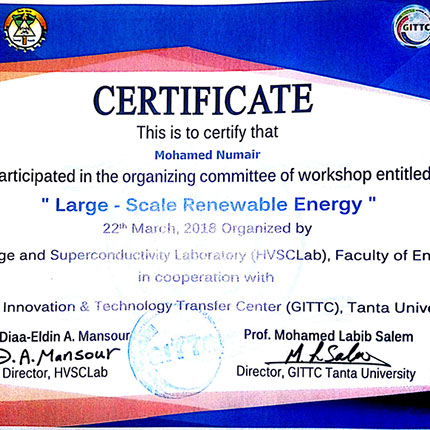 GITTC
CERTIFICATE
This is to certify that
Mohamed Numair
articipated in the organizing committee of workshop entitled
" Large - Scale Renewable Energy "
22th March, 2018 Organized by
ge and Superconductivity Laboratory (HVSCLab), Faculty of En
in cooperation with
Innovation & Technology Transfer Center (GITTC), Tanta Unive
Diaa-Eldin A. Mansour Prof. Mohamed Labib Salem
D. A. Mansour M. L. Salem
Director, HVSCLab Director, GITTC Tanta University
GITTC